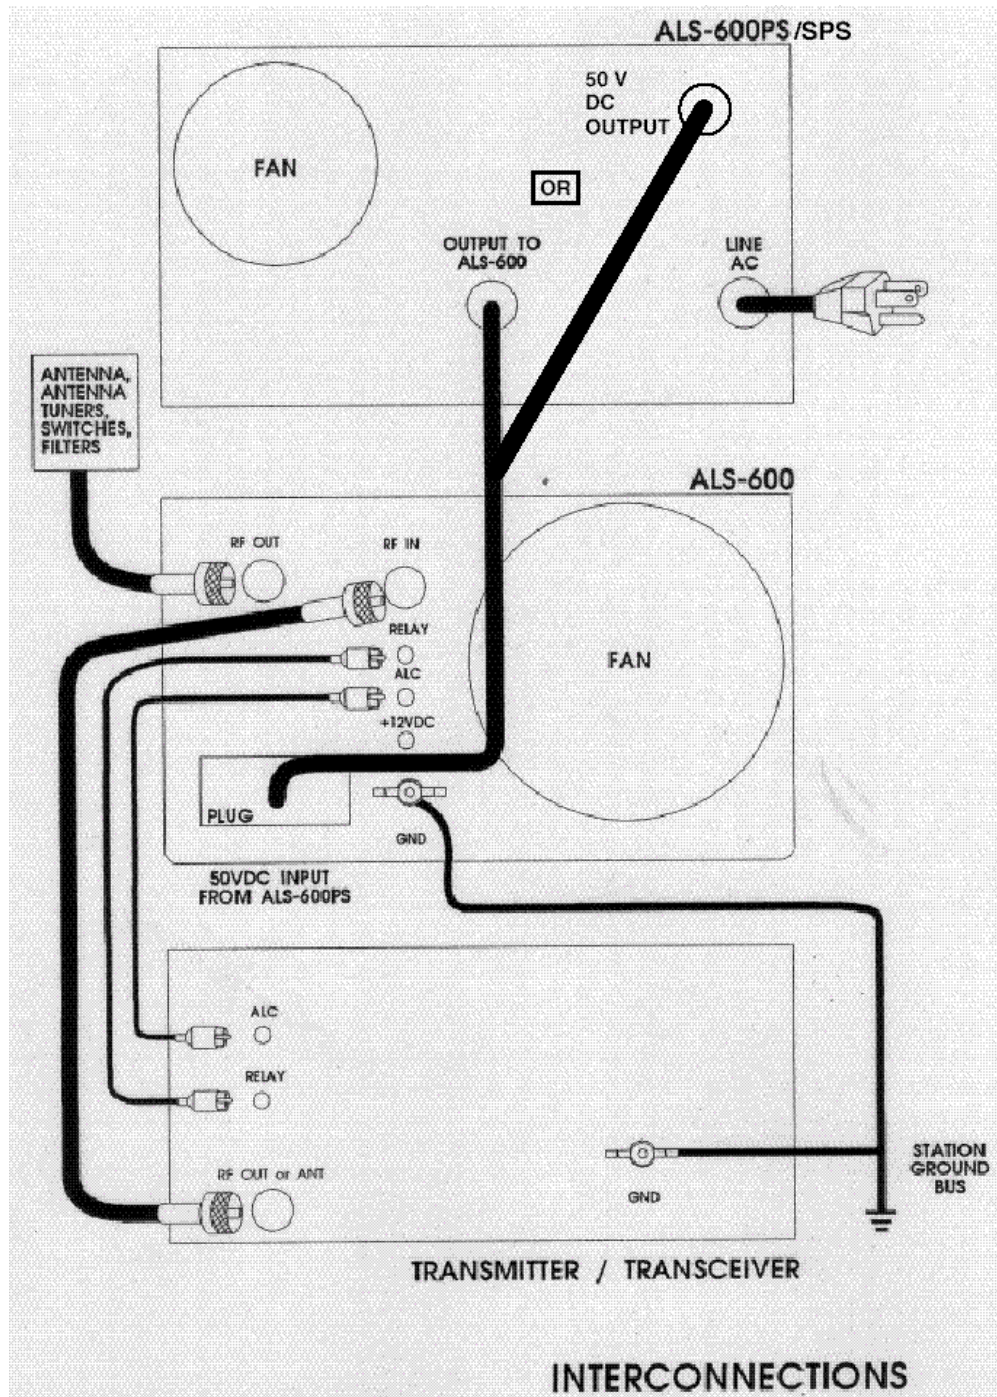 ALS-600PS/SPS
50 V
DC
OUTPUT
FAN
OR
OUTPUT TO
ALS-600
LINE
AC
ANTENNA,
ANTENNA
TUNERS,
SWITCHES,
FILTERS
ALS-600
RF OUT
RF IN
RELAY
ALC
+12VDC
FAN
PLUG
GND
50VDC INPUT
FROM ALS-600PS
ALC
RELAY
RF OUT or ANT
GND
STATION
GROUND
BUS
TRANSMITTER / TRANSCEIVER
INTERCONNECTIONS